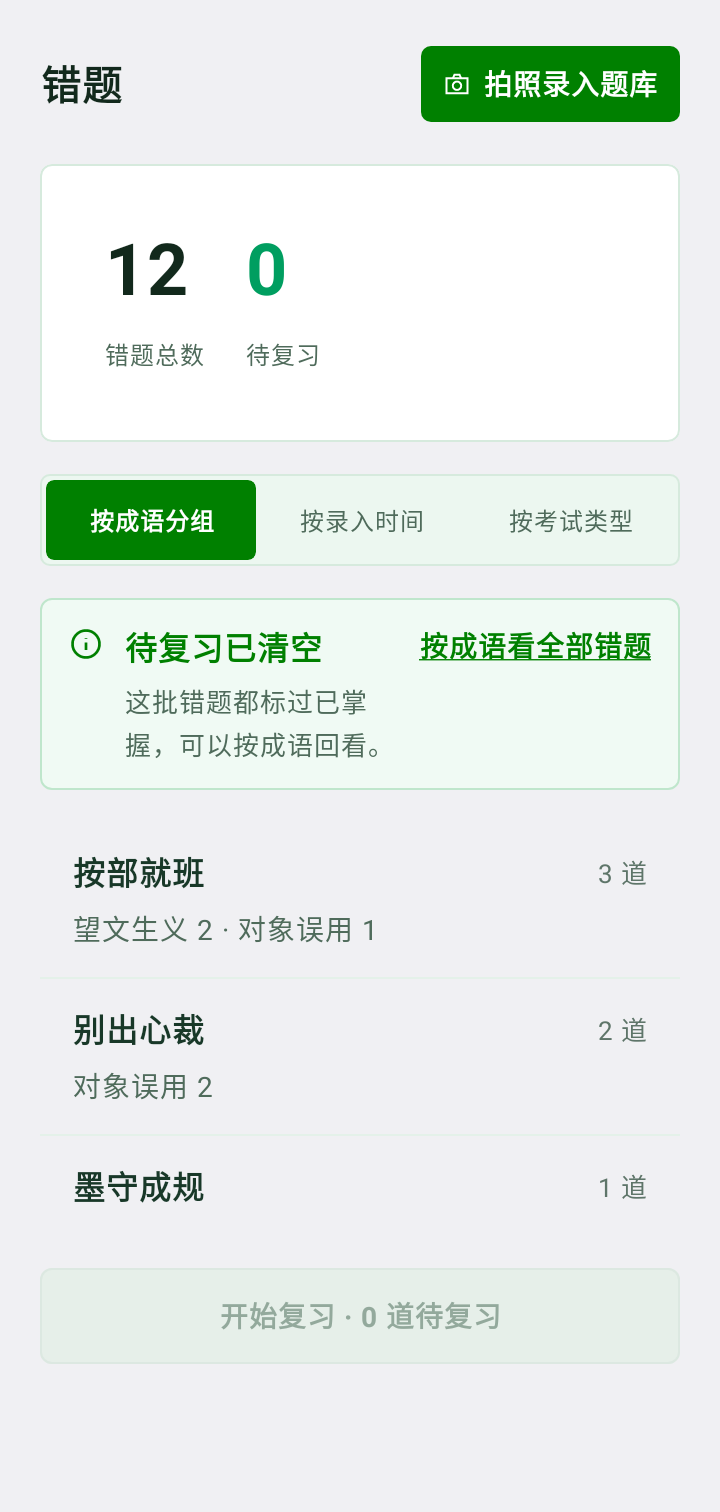 错题
拍照录入题库
12
0
错题总数
待复习
按成语分组
按录入时间
按考试类型
待复习已清空
按成语看全部错题
这批错题都标过已掌
握，可以按成语回看。
按部就班
3 道
望文生义 2 · 对象误用 1
别出心裁
2 道
对象误用 2
墨守成规
1 道
开始复习 · 0 道待复习